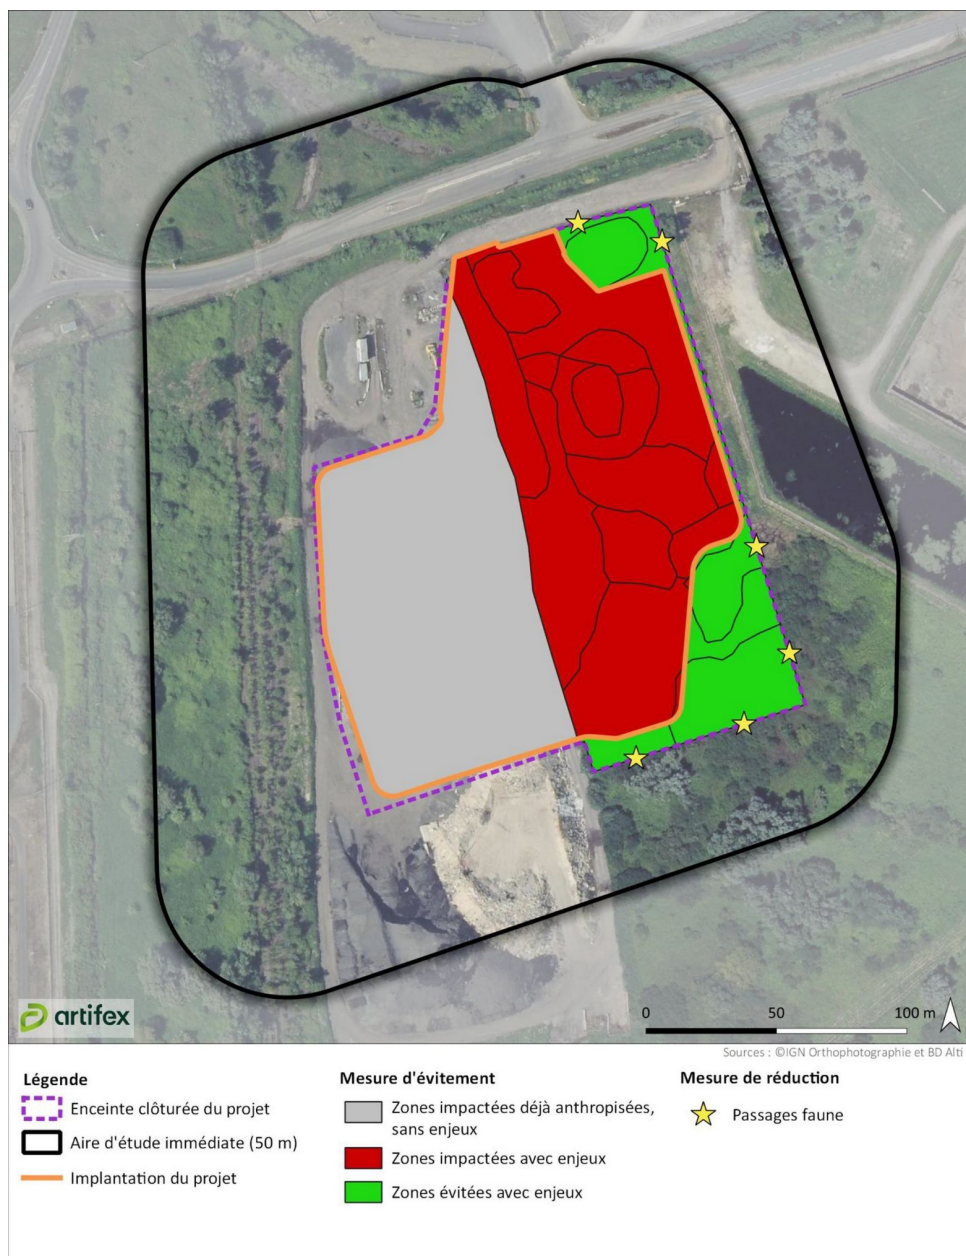 artifex
0 50 100 m
Sources : ©IGN Orthophotographie et BD Alti
Légende
Enceinte clôturée du projet
Aire d'étude immédiate (50 m)
Implantation du projet
Mesure d'évitement
Zones impactées déjà anthropisées,
sans enjeux
Zones impactées avec enjeux
Zones évitées avec enjeux
Mesure de réduction
Passages faune